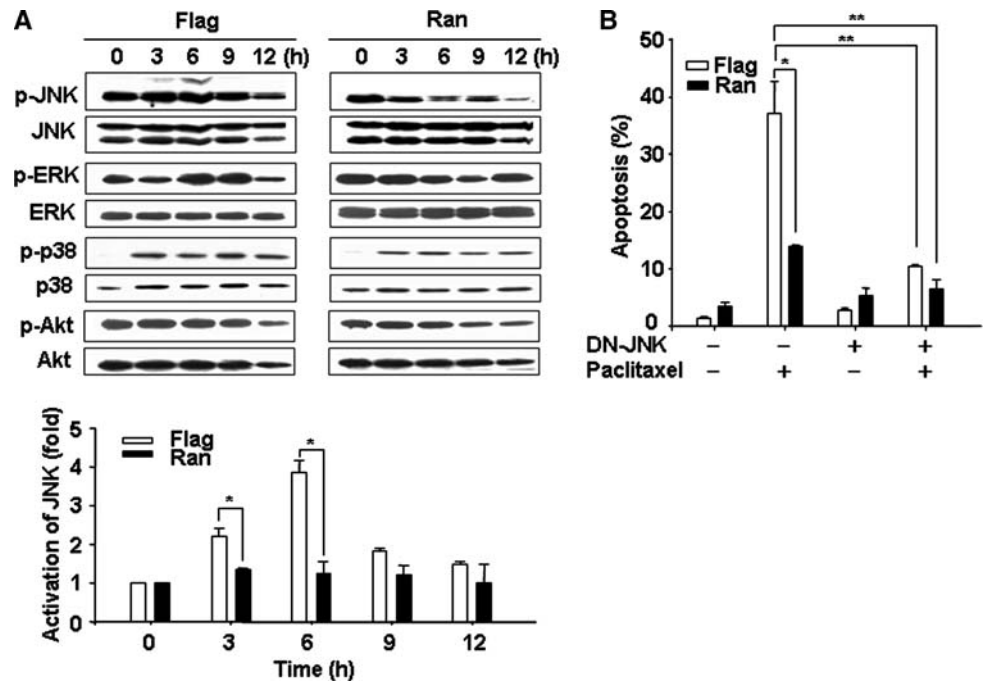 A
Flag Ran
0 3 6 9 12 (h) 0 3 6 9 12 (h)
p-JNK
JNK
p-ERK
ERK
p-p38
p38
p-Akt
Akt
Activation of JNK (fold)
5
4
3
2
1
0
Flag
Ran
*
*
0 3 6 9 12
Time (h)
B
Apoptosis (%)
50
40
30
20
10
0
Flag
Ran
**
**
*
DN-JNK – – + +
Paclitaxel – + – +